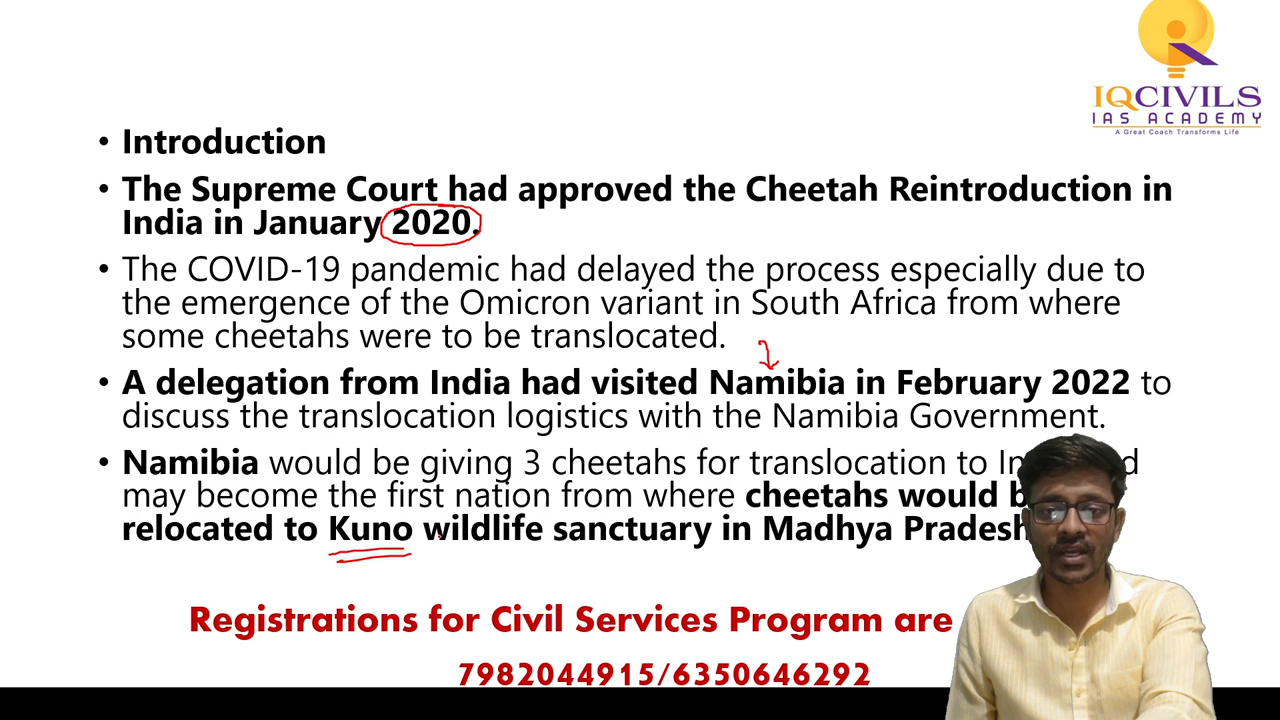 IQCIVILS
IAS ACADEMY
A Great Coach Transforms Life
• Introduction
• The Supreme Court had approved the Cheetah Reintroduction in
India in January 2020.
• The COVID-19 pandemic had delayed the process especially due to
the emergence of the Omicron variant in South Africa from where
some cheetahs were to be translocated.
• A delegation from India had visited Namibia in February 2022 to
discuss the translocation logistics with the Namibia Government.
• Namibia would be giving 3 cheetahs for translocation to
may become the first nation from where cheetahs would
relocated to Kuno wildlife sanctuary in Madhya Pradesh
Registrations for Civil Services Program are
7982044915/6350646292